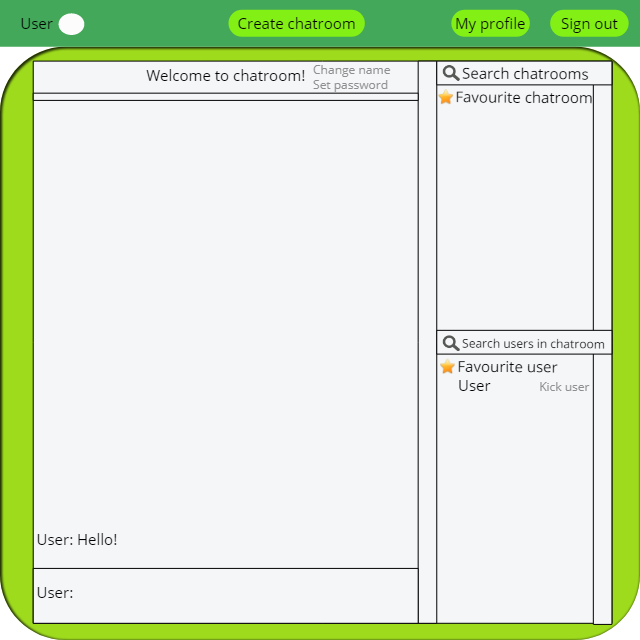 User
Create chatroom
My profile
Sign out
Welcome to chatroom!
Change name
Set password
Search chatrooms
Favourite chatroom
Search users in chatroom
Favourite user
User
Kick user
User: Hello!
User: